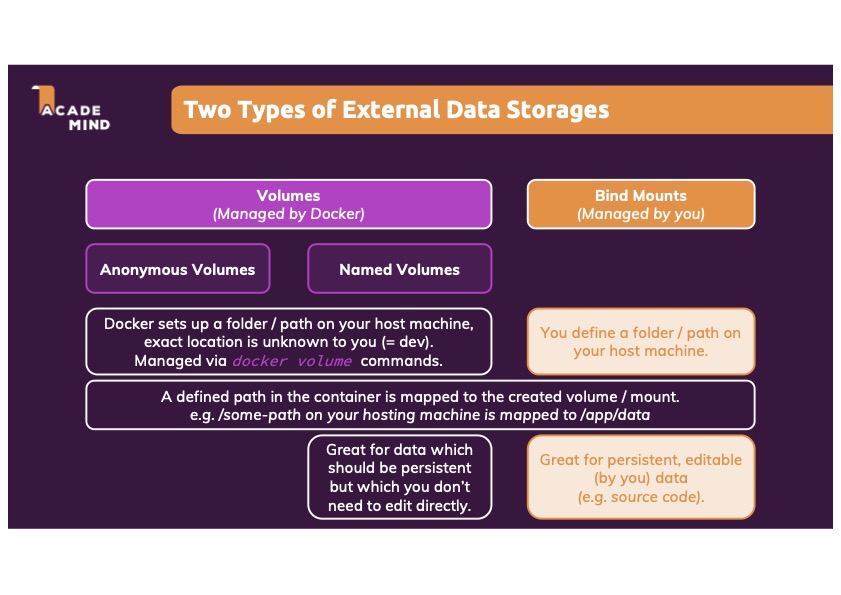 ACADE
MIND
Two Types of External Data Storages
Volumes
(Managed by Docker)
Bind Mounts
(Managed by you)
Anonymous Volumes
Named Volumes
Docker sets up a folder / path on your host machine,
exact location is unknown to you (= dev).
Managed via docker volume commands.
You define a folder / path on
your host machine.
A defined path in the container is mapped to the created volume / mount.
e.g. /some-path on your hosting machine is mapped to /app/data
Great for data which
should be persistent
but which you don’t
need to edit directly.
Great for persistent, editable
(by you) data
(e.g. source code).